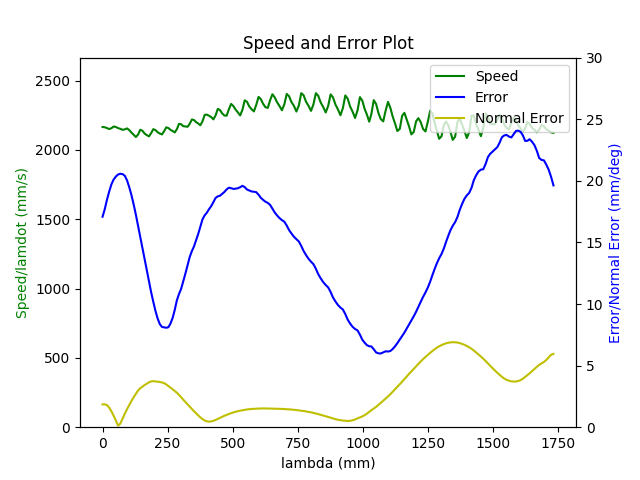 Speed and Error Plot
Speed
Error
Normal Error
2500
2000
1500
1000
500
0
Speed/lamdot (mm/s)
30
25
20
15
10
5
0
Error/Normal Error (mm/deg)
0 250 500 750 1000 1250 1500 1750
lambda (mm)